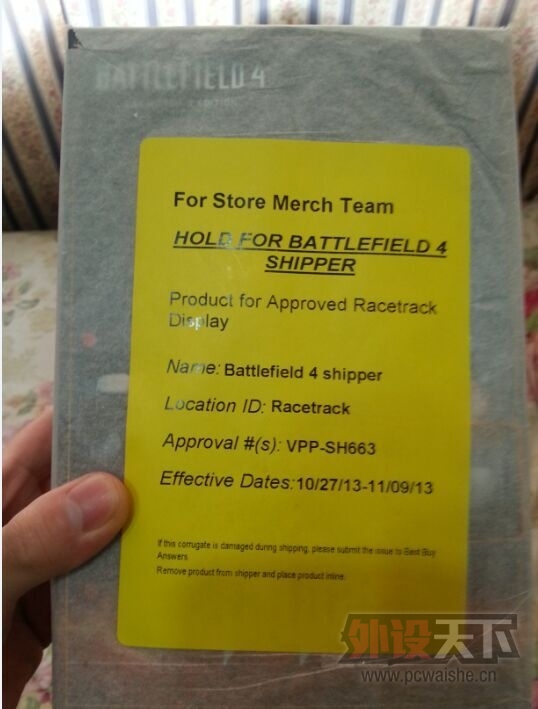 BATTLEFIELD 4
For Store Merch Team
HOLD FOR BATTLEFIELD 4
SHIPPER
Product for Approved Racetrack
Display
Name: Battlefield 4 shipper
Location ID: Racetrack
Approval #(s): VPP-SH663
Effective Dates:10/27/13-11/09/13
If this corrugate is damaged during shipping, please submit the issue to Best Buy
Answers.
Remove product from shipper and place product inline.
外设天下
www.pcwaishe.cn